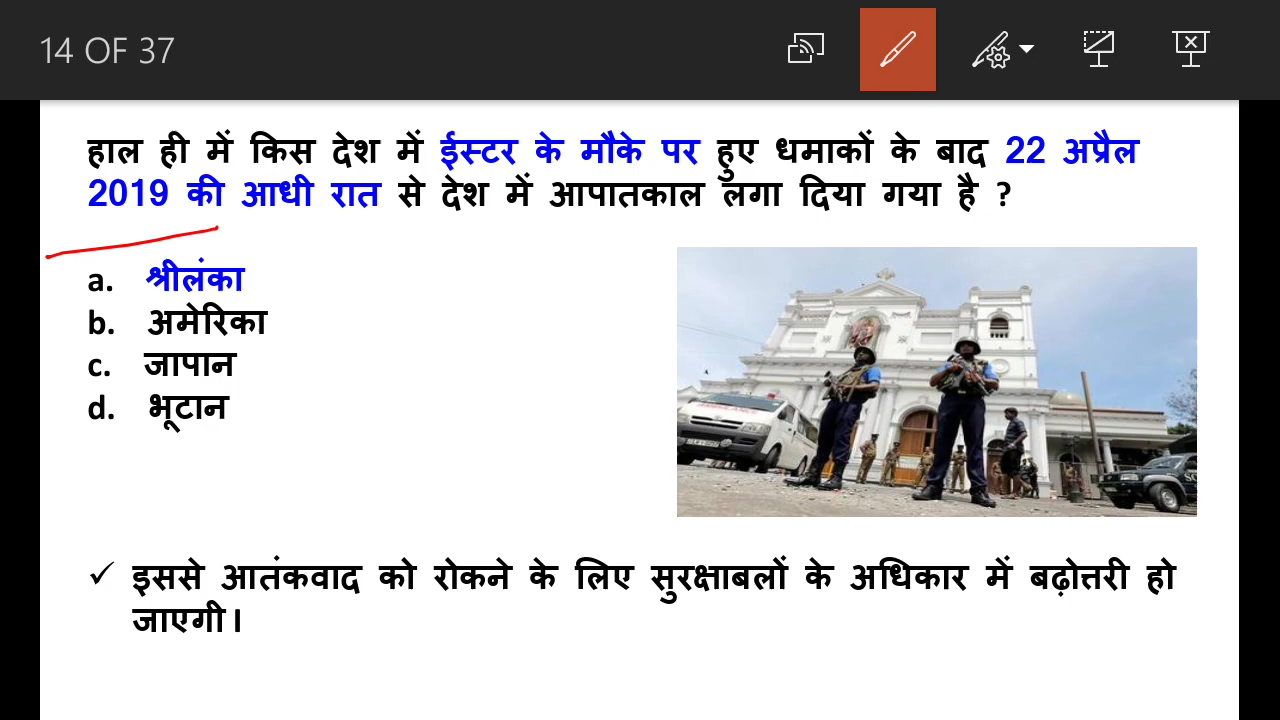 14 OF 37
हाल ही में किस देश में ईस्टर के मौके पर हुए धमाकों के बाद 22 अप्रैल
2019 की आधी रात से देश में आपातकाल लगा दिया गया है ?
a. श्रीलंका
b. अमेरिका
c. जापान
d. भूटान
AMBULANCE
✓ इससे आतंकवाद को रोकने के लिए सुरक्षाबलों के अधिकार में बढ़ोत्तरी हो
जाएगी।